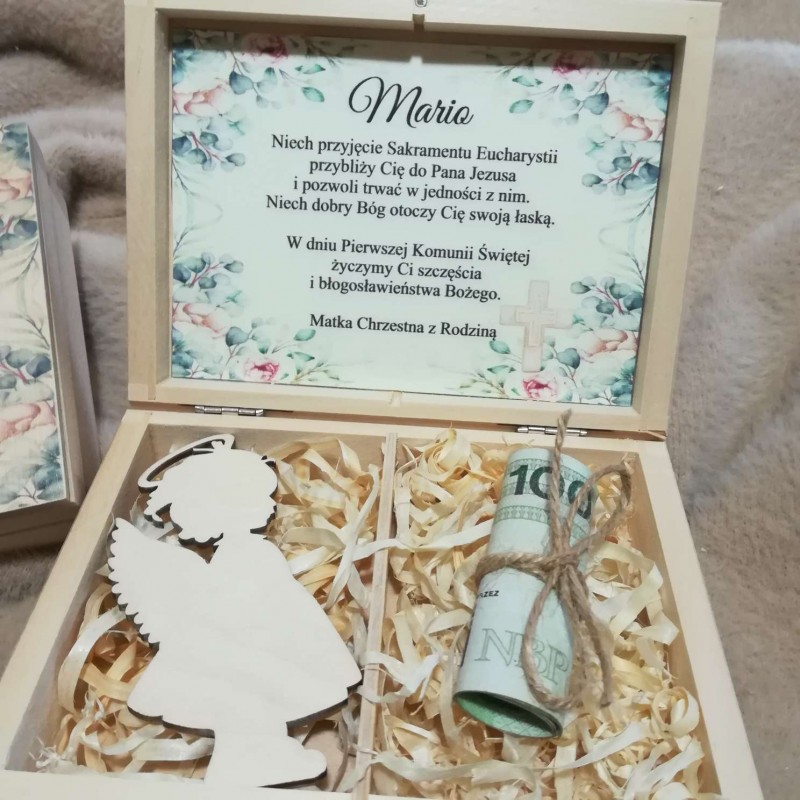 Mario
Niech przyjęcie Sakramentu Eucharystii
przybliży Cię do Pana Jezusa
i pozwoli trwać w jedności z nim.
Niech dobry Bóg otoczy Cię swoją łaską.
W dniu Pierwszej Komunii Świętej
życzymy Ci szczęścia
i błogosławieństwa Bożego.
Matka Chrzestna z Rodziną
100
NBP